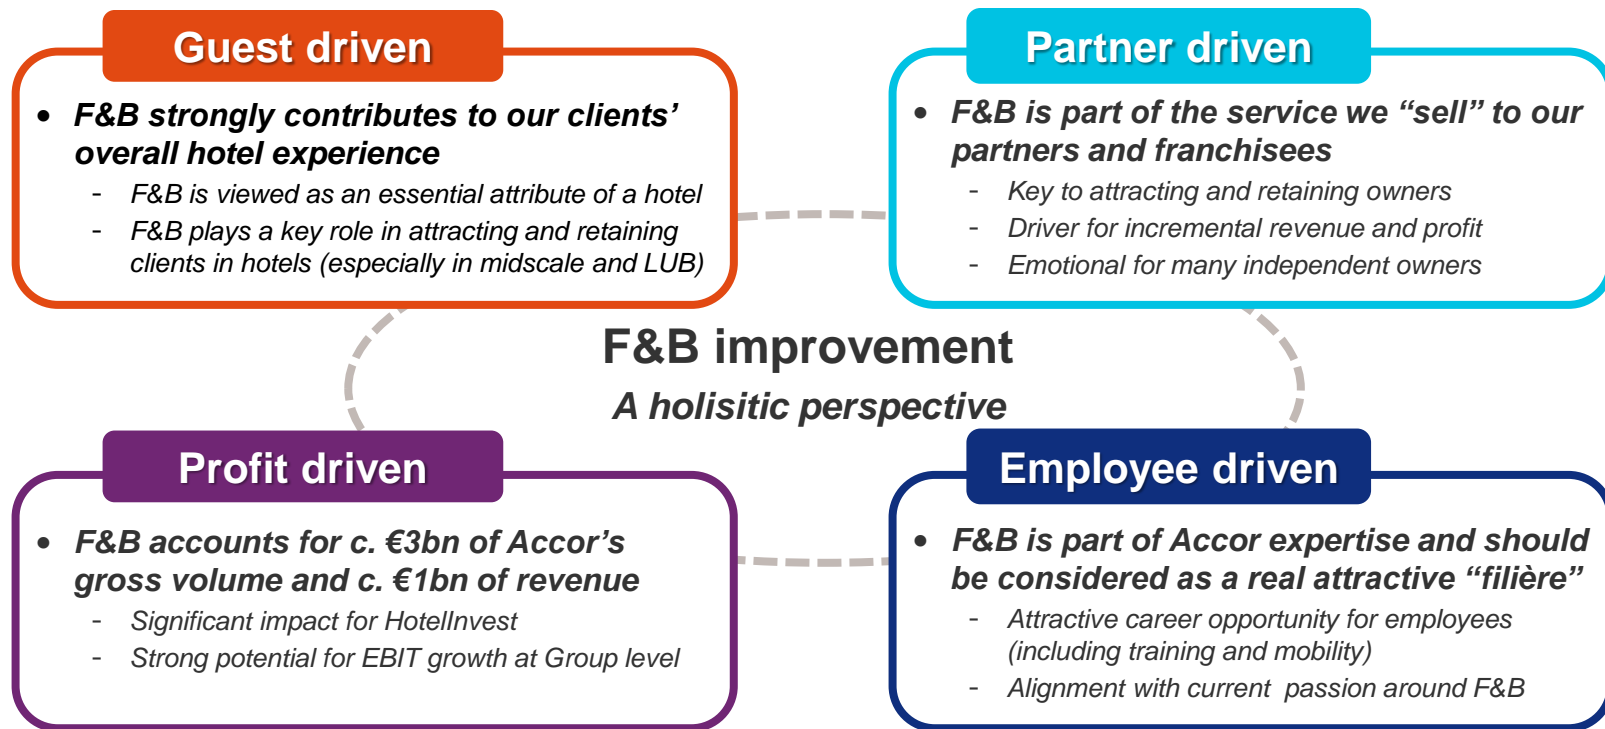 Guest driven
• F&B strongly contributes to our clients’
overall hotel experience
- F&B is viewed as an essential attribute of a hotel
- F&B plays a key role in attracting and retaining
clients in hotels (especially in midscale and LUB)
Partner driven
• F&B is part of the service we “sell” to our
partners and franchisees
- Key to attracting and retaining owners
- Driver for incremental revenue and profit
- Emotional for many independent owners
F&B improvement
A holisitic perspective
Profit driven
• F&B accounts for c. €3bn of Accor’s
gross volume and c. €1bn of revenue
- Significant impact for HotelInvest
- Strong potential for EBIT growth at Group level
Employee driven
• F&B is part of Accor expertise and should
be considered as a real attractive “filière”
- Attractive career opportunity for employees
(including training and mobility)
- Alignment with current passion around F&B